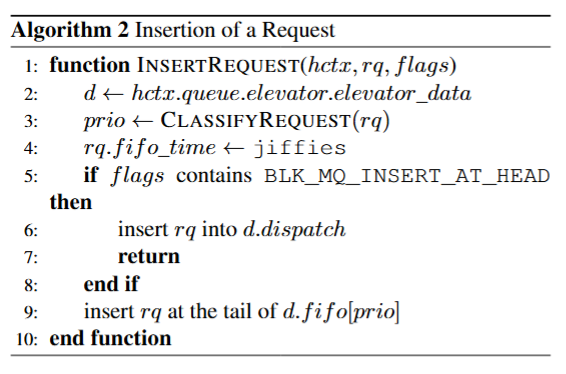 Algorithm 2 Insertion of a Request
1: function INSERTREQUEST(hctx, rq, flags)
2: d ← hctx.queue.elevator.elevator_data
3: prio ← CLASSIFYREQUEST(rq)
4: rq.fifo_time ← jiffies
5: if flags contains BLK_MQ_INSERT_AT_HEAD
then
6: insert rq into d.dispatch
7: return
8: end if
9: insert rq at the tail of d.fifo[prio]
10: end function